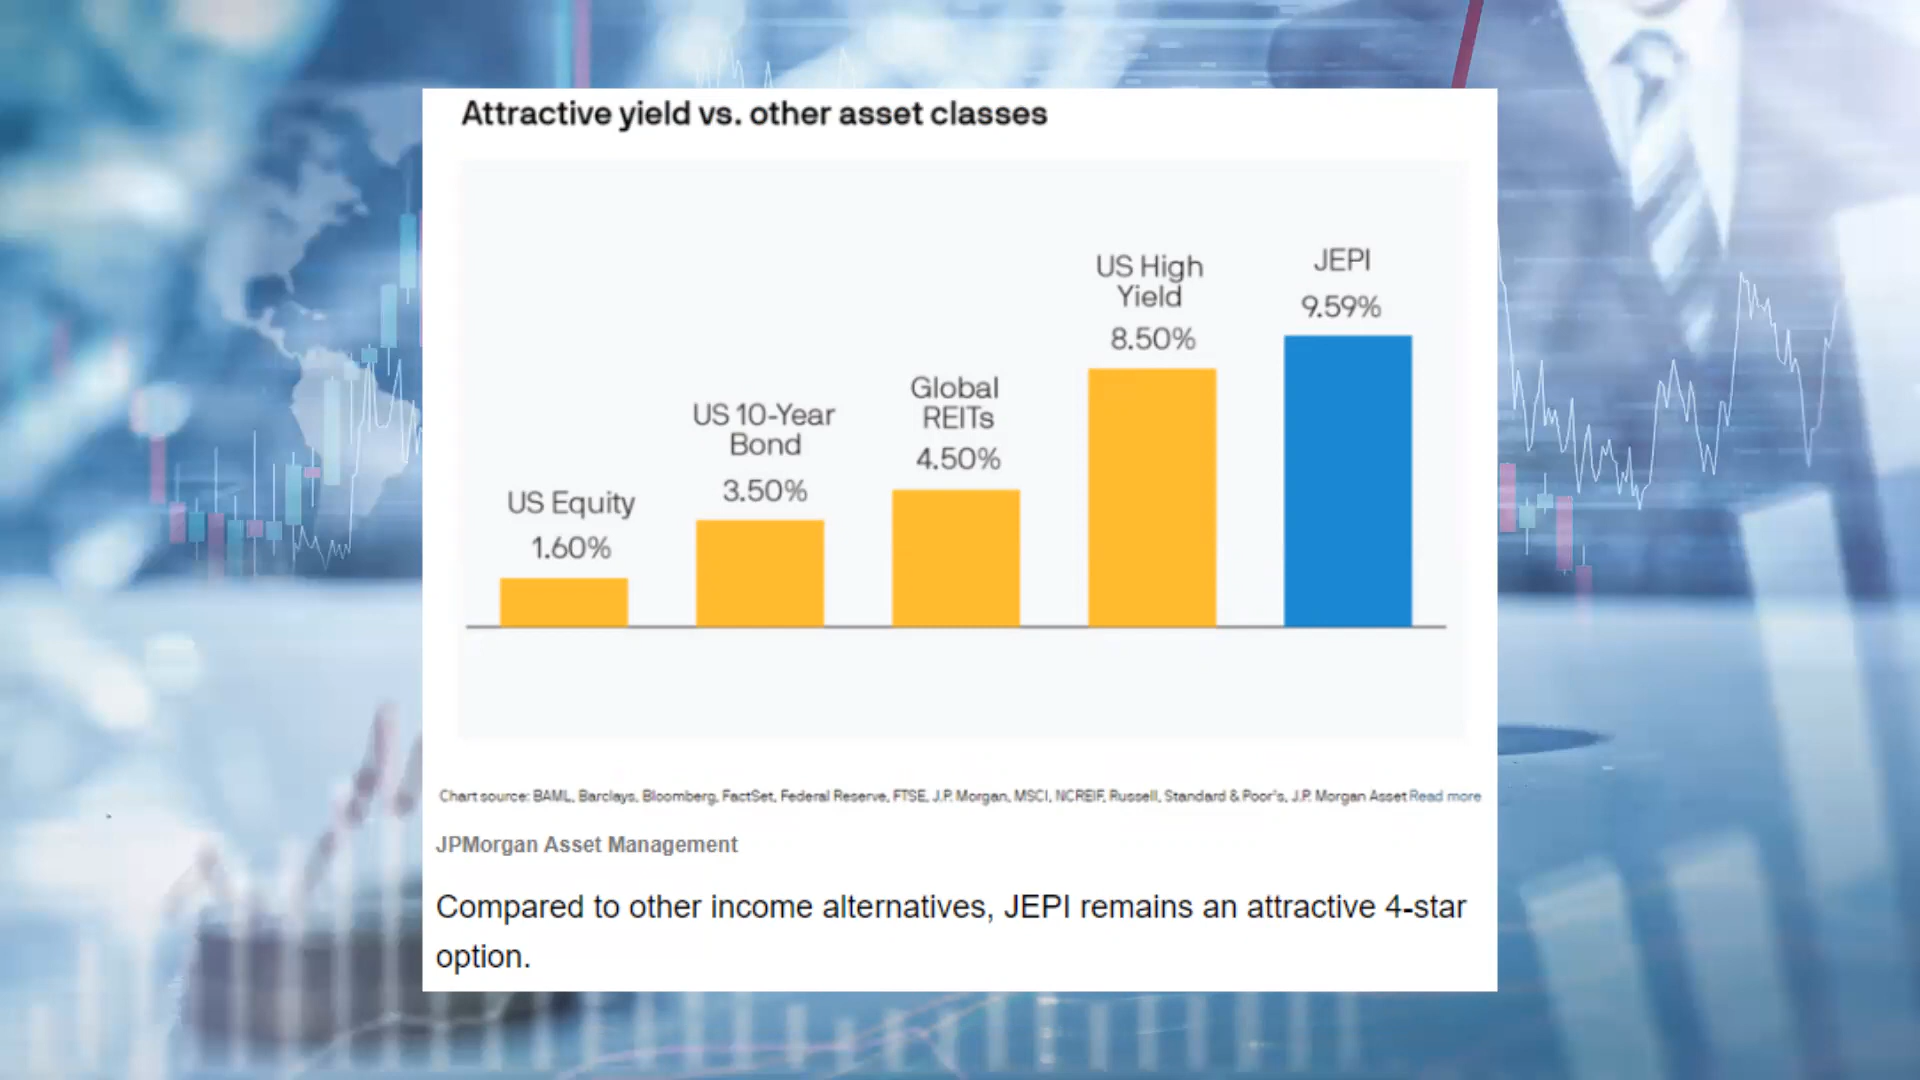 Attractive yield vs. other asset classes
US Equity
1.60%
US 10-Year
Bond
3.50%
Global
REITs
4.50%
US High
Yield
8.50%
JEPI
9.59%
Chart source: BAML, Barclays, Bloomberg, FactSet, Federal Reserve, FTSE, J.P. Morgan, MSCI, NCREIF, Russell, Standard & Poor's, J.P. Morgan Asset Read more
JPMorgan Asset Management
Compared to other income alternatives, JEPI remains an attractive 4-star
option.